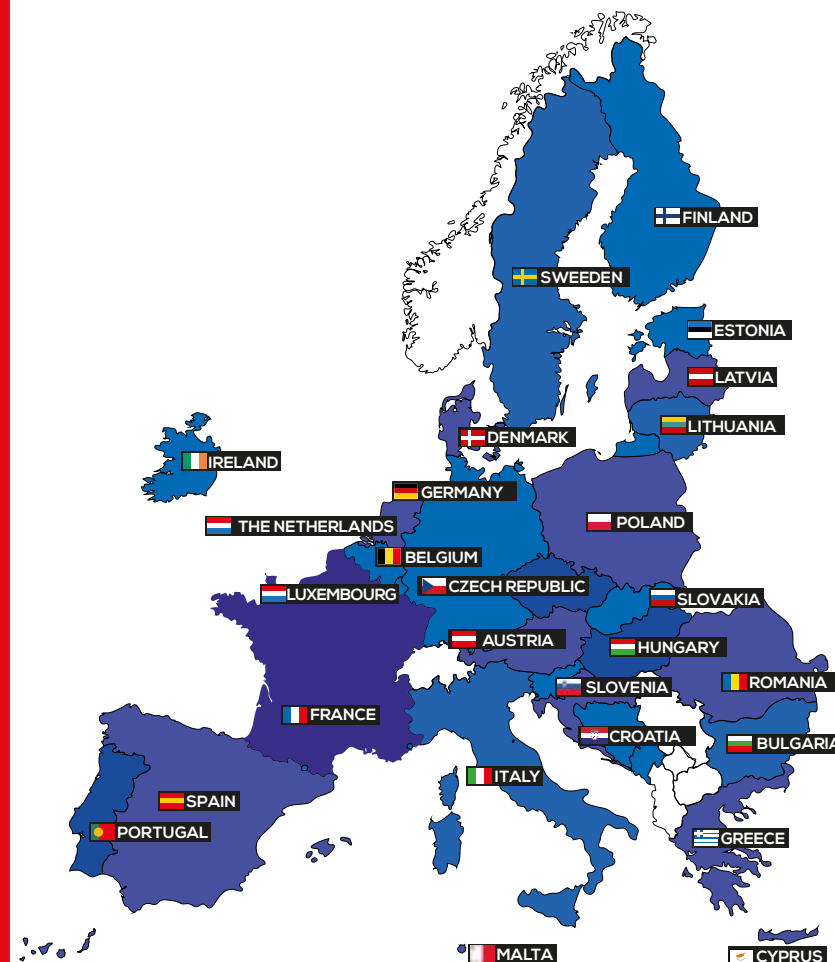 FINLAND
SWEEDEN
ESTONIA
LATVIA
LITHUANIA
DENMARK
IRELAND
GERMANY
THE NETHERLANDS
POLAND
BELGIUM
CZECH REPUBLIC
LUXEMBOURG
SLOVAKIA
AUSTRIA
HUNGARY
ROMANIA
SLOVENIA
FRANCE
CROATIA
BULGARIA
ITALY
SPAIN
PORTUGAL
GREECE
MALTA
CYPRUS